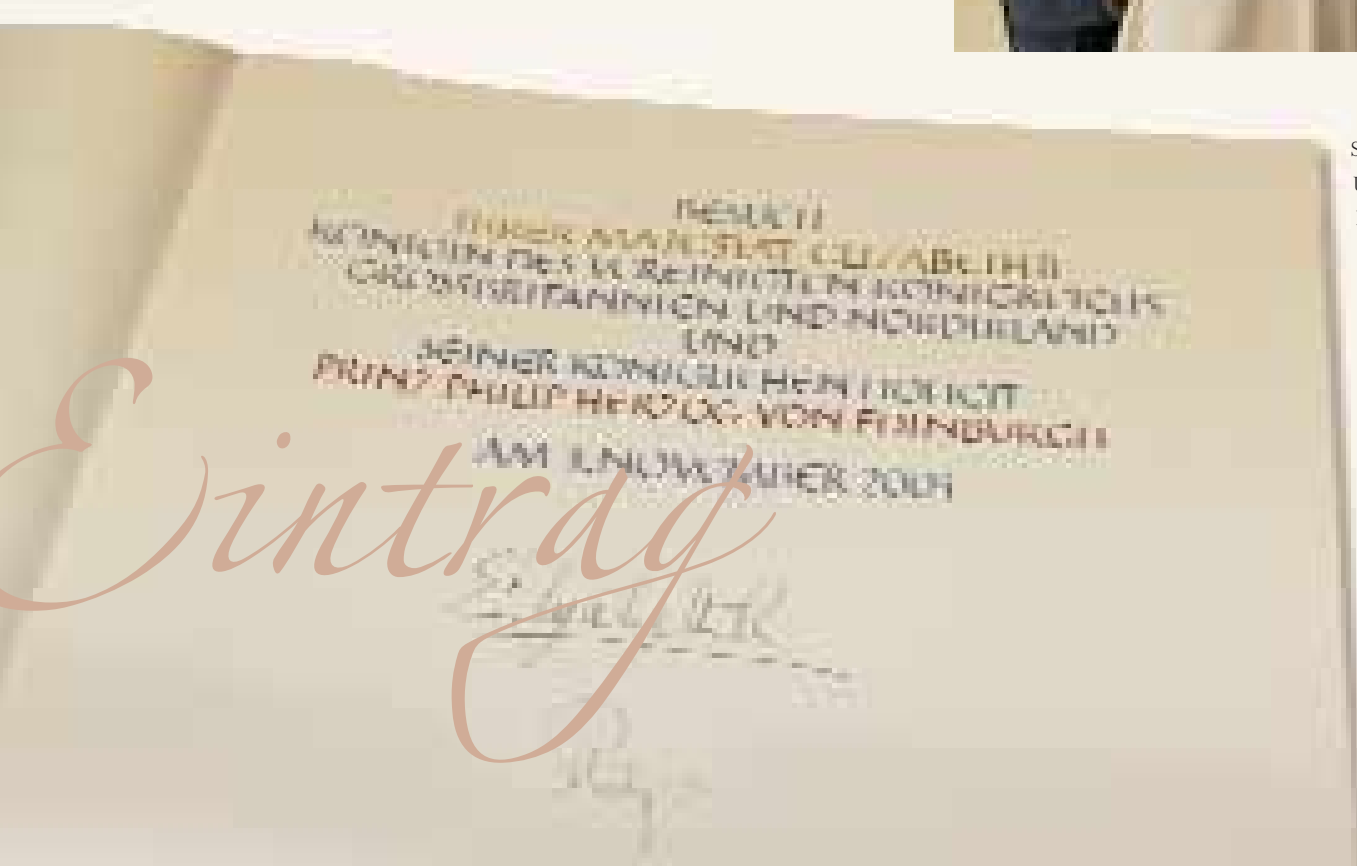 BESUCH
IHRER MAJESTÄT ELIZABETH II
KÖNIGIN DES VEREINIGTEN KÖNIGREICHS
GROSSBRITANNIEN UND NORDIRLAND
UND
SEINER KÖNIGLICHEN HOHEIT
PRINZ PHILIP HERZOG VON EDINBURGH
AM NOVEMBER 2004
Eintrag